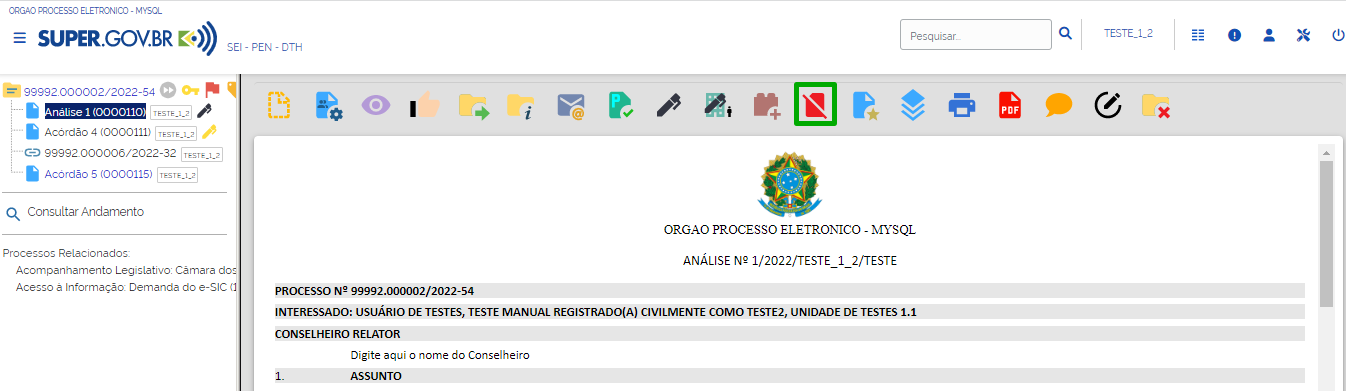 ORGAO PROCESSO ELETRONICO - MYSQL
SUPER.GOV.BR
SEI - PEN - DTH
Pesquisar...
TESTE_1_2
99992.000002/2022-54
Análise 1 (0000110) TESTE_1_2
Acórdão 4 (0000111) TESTE_1_2
99992.000006/2022-32 TESTE_1_2
Acórdão 5 (0000115) TESTE_1_2
Consultar Andamento
Processos Relacionados:
Acompanhamento Legislativo: Câmara dos
Acesso à Informação: Demanda do e-SIC (1
PDF
ORGAO PROCESSO ELETRONICO - MYSQL
ANÁLISE Nº 1/2022/TESTE_1_2/TESTE
PROCESSO Nº 99992.000002/2022-54
INTERESSADO: USUÁRIO DE TESTES, TESTE MANUAL REGISTRADO(A) CIVILMENTE COMO TESTE2, UNIDADE DE TESTES 1.1
CONSELHEIRO RELATOR
Digite aqui o nome do Conselheiro
1. ASSUNTO